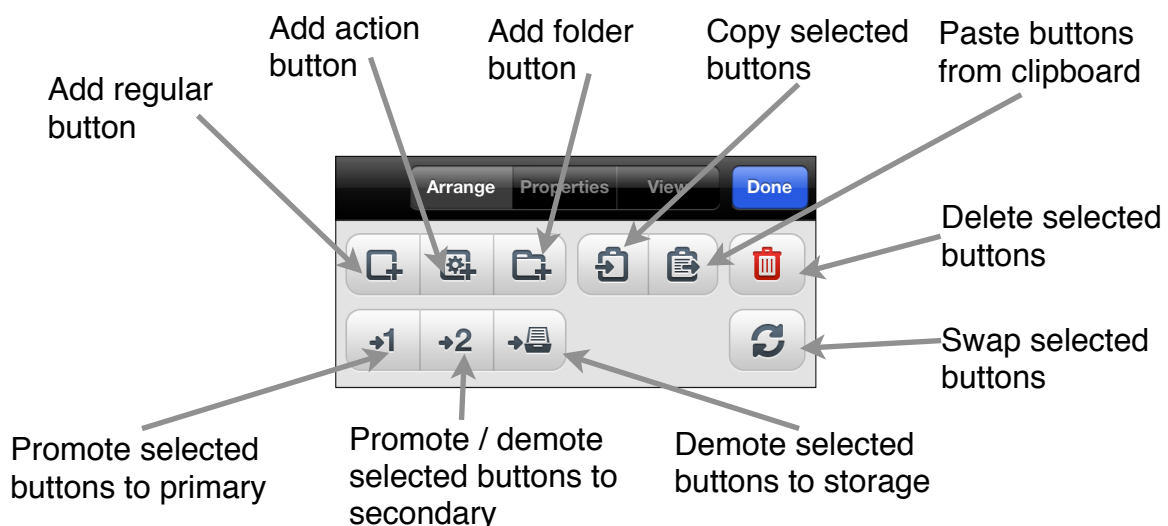 Add action
button
Add folder
button
Copy selected
buttons
Paste buttons
from clipboard
Add regular
button
Arrange
Properties
View
Done
Delete selected
buttons
→1
→2
Swap selected
buttons
Promote selected
buttons to primary
Promote / demote
selected buttons to
secondary
Demote selected
buttons to storage